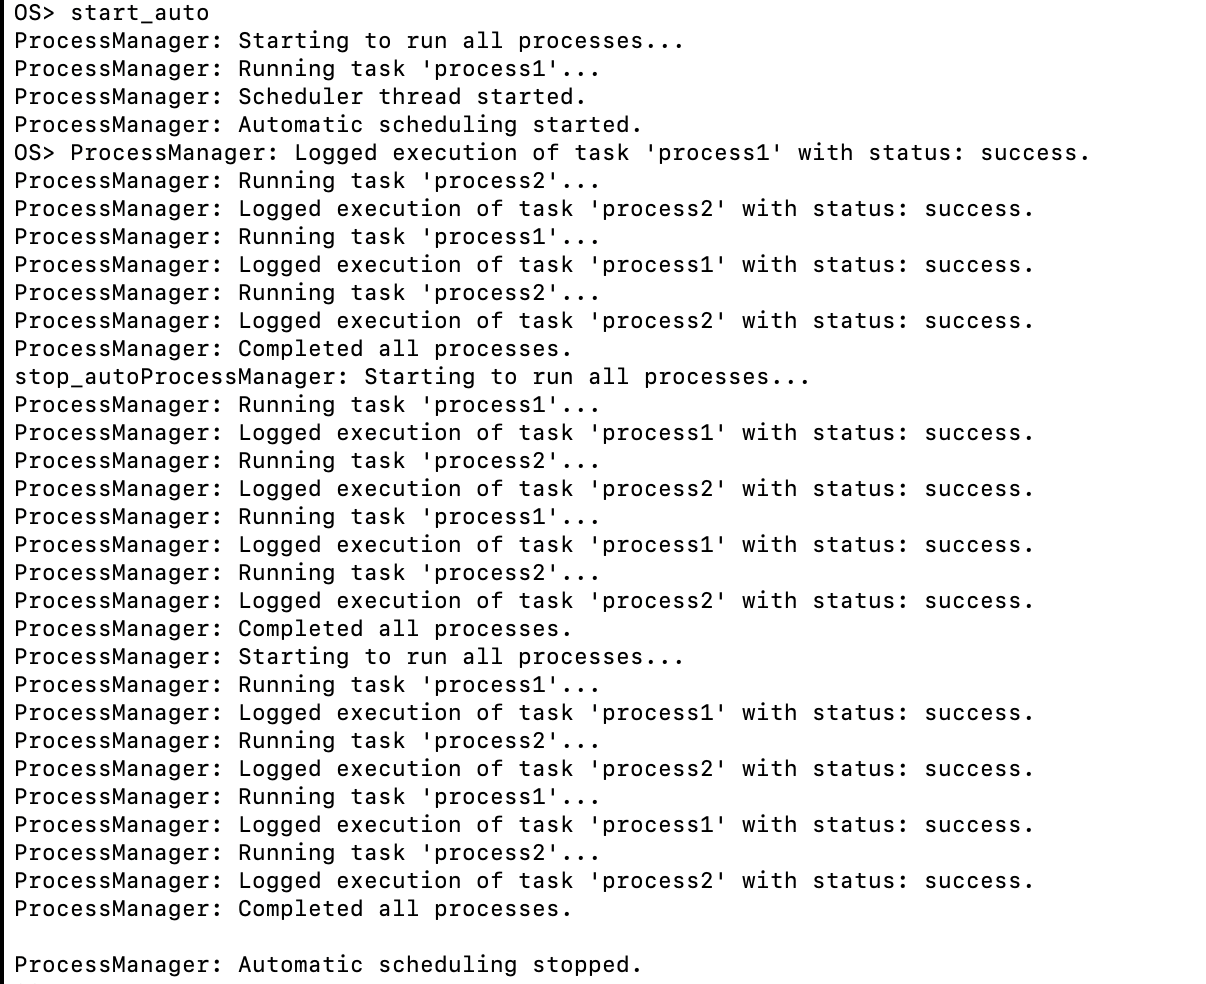 OS> start_auto
ProcessManager: Starting to run all processes...
ProcessManager: Running task 'process1'...
ProcessManager: Scheduler thread started.
ProcessManager: Automatic scheduling started.
OS> ProcessManager: Logged execution of task 'process1' with status: success.
ProcessManager: Running task 'process2'...
ProcessManager: Logged execution of task 'process2' with status: success.
ProcessManager: Running task 'process1'...
ProcessManager: Logged execution of task 'process1' with status: success.
ProcessManager: Running task 'process2'...
ProcessManager: Logged execution of task 'process2' with status: success.
ProcessManager: Completed all processes.
stop_autoProcessManager: Starting to run all processes...
ProcessManager: Running task 'process1'...
ProcessManager: Logged execution of task 'process1' with status: success.
ProcessManager: Running task 'process2'...
ProcessManager: Logged execution of task 'process2' with status: success.
ProcessManager: Running task 'process1'...
ProcessManager: Logged execution of task 'process1' with status: success.
ProcessManager: Running task 'process2'...
ProcessManager: Logged execution of task 'process2' with status: success.
ProcessManager: Completed all processes.
ProcessManager: Starting to run all processes...
ProcessManager: Running task 'process1'...
ProcessManager: Logged execution of task 'process1' with status: success.
ProcessManager: Running task 'process2'...
ProcessManager: Logged execution of task 'process2' with status: success.
ProcessManager: Running task 'process1'...
ProcessManager: Logged execution of task 'process1' with status: success.
ProcessManager: Running task 'process2'...
ProcessManager: Logged execution of task 'process2' with status: success.
ProcessManager: Completed all processes.
ProcessManager: Automatic scheduling stopped.